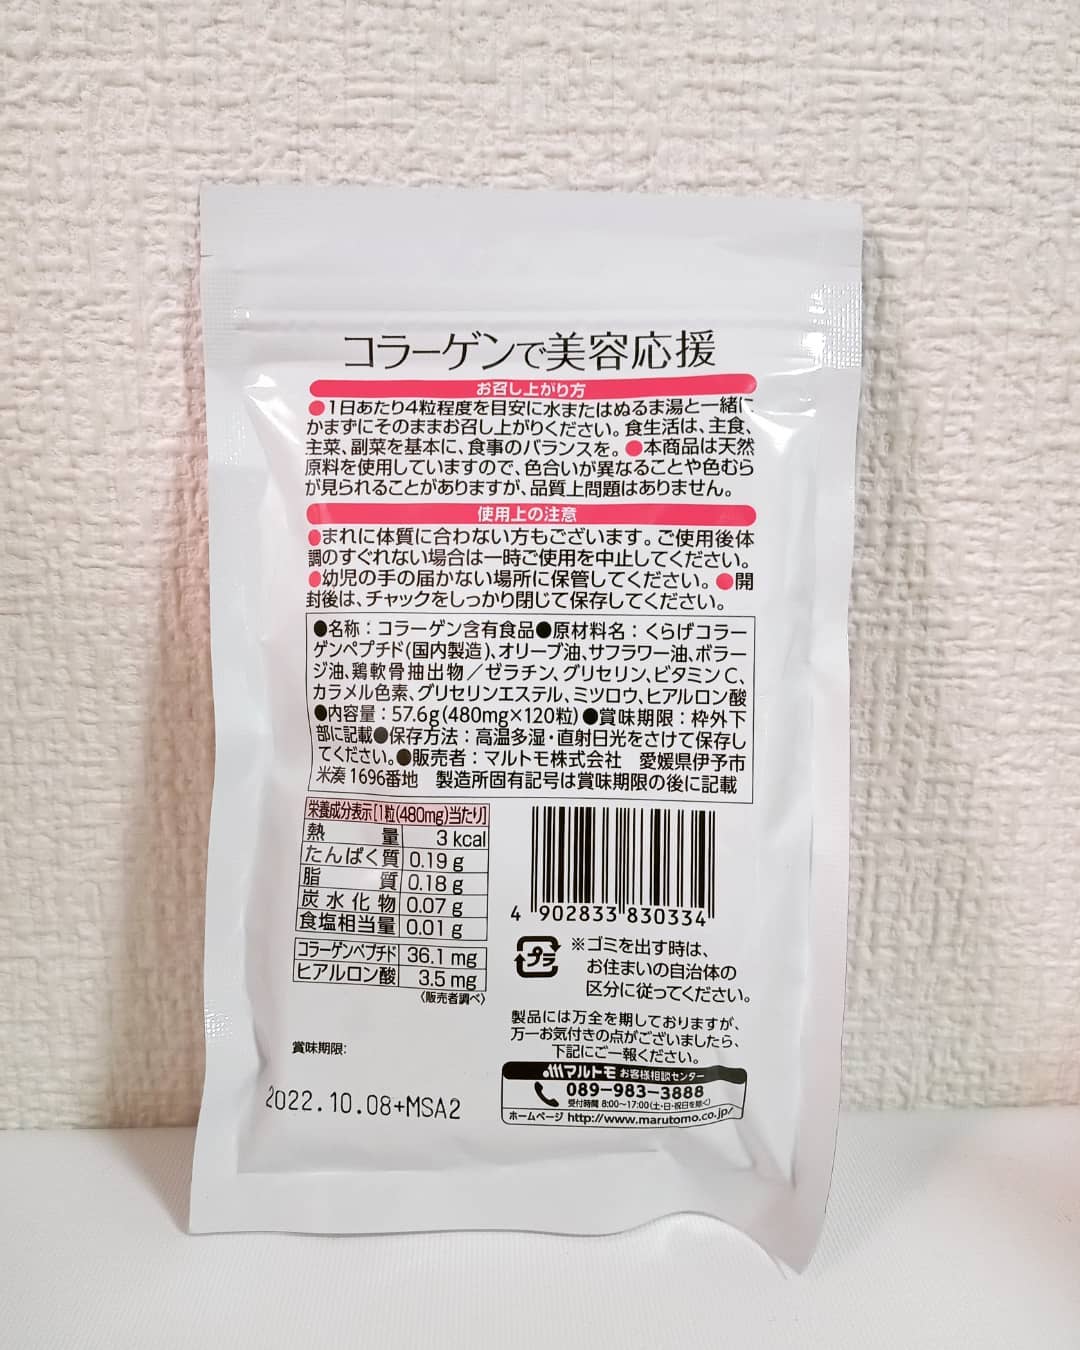 コラーゲンで美容応援
お召し上がり方
●1日あたり4粒程度を目安に水またはぬるま湯と一緒に
かまずにそのままお召し上がりください。食生活は、主食、
主菜、副菜を基本に、食事のバランスを。●本商品は天然
原料を使用していますので、色合いが異なることや色むら
が見られることがありますが、品質上問題はありません。
使用上の注意
●まれに体質に合わない方もございます。ご使用後体
調のすぐれない場合は一時ご使用を中止してください。
●幼児の手の届かない場所に保管してください。●開
封後は、チャックをしっかり閉じて保存してください。
●名称：コラーゲン含有食品●原材料名：くらげコラー
ゲンペプチド(国内製造)、オリーブ油、サフラワー油、ボラー
ジ油、鶏軟骨抽出物／ゼラチン、グリセリン、ビタミンC、
カラメル色素、グリセリンエステル、ミツロウ、ヒアルロン酸
●内容量：57.6g(480mg×120粒)●賞味期限：枠外下
部に記載●保存方法：高温多湿・直射日光をさけて保存し
てください。●販売者：マルトモ株式会社 愛媛県伊予市
米湊1696番地 製造所固有記号は賞味期限の後に記載
栄養成分表示[1粒(480mg)当たり]
熱量 3 kcal
たんぱく質 0.19 g
脂質 0.18 g
炭水化物 0.07 g
食塩相当量 0.01 g
コラーゲンペプチド 36.1 mg
ヒアルロン酸 3.5 mg
〈販売者調べ〉
賞味期限:
2022.10.08+MSA2
4 902833 830334
プラ
※ゴミを出す時は、
お住まいの自治体の
区分に従ってください。
製品には万全を期しておりますが、
万一お気付きの点がございましたら、
下記にご一報ください。
マルトモ お客様相談センター
089-983-3888
受付時間 8:00〜17:00(土・日・祝日を除く)
ホームページ http://www.marutomo.co.jp/